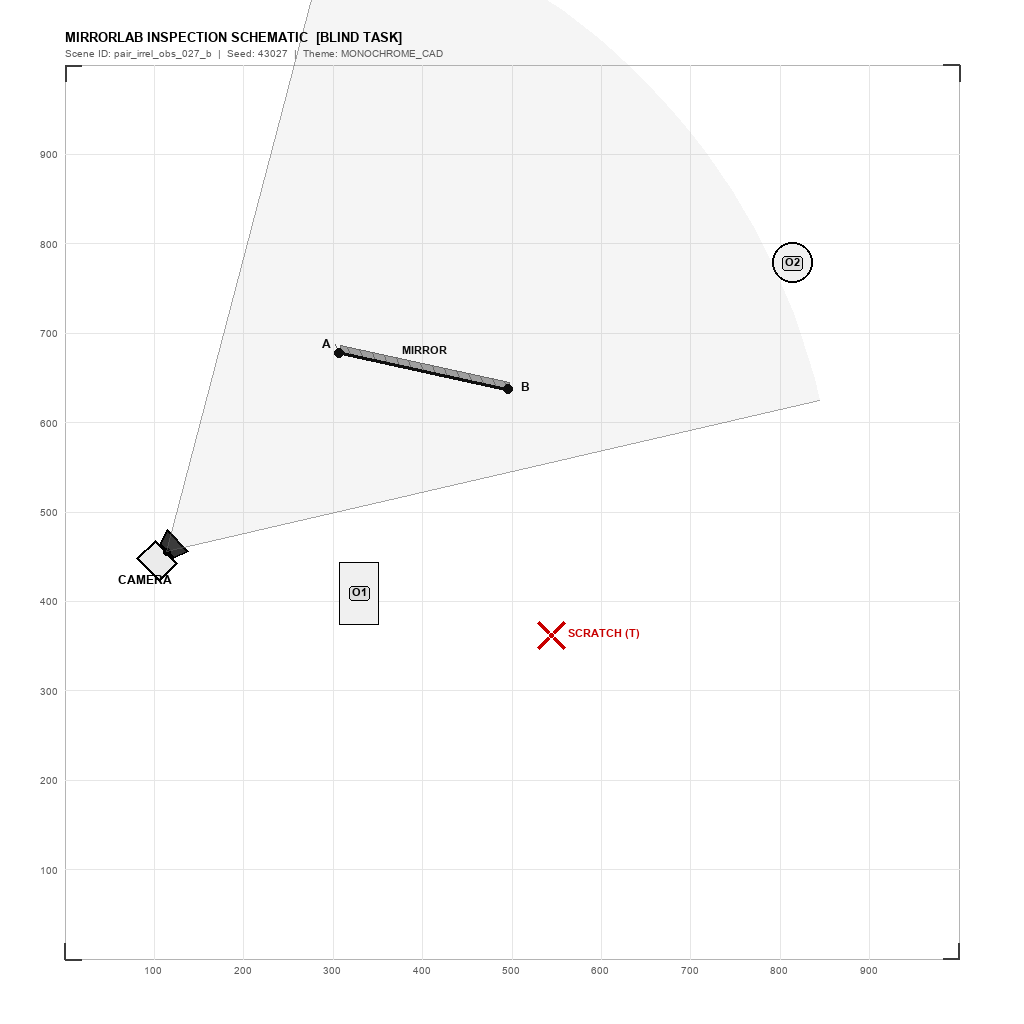 MIRRORLAB INSPECTION SCHEMATIC [BLIND TASK]
Scene ID: pair_irrel_obs_027_b | Seed: 43027 | Theme: MONOCHROME_CAD
900
800
O2
700
A
MIRROR
B
600
500
CAMERA
O1
400
SCRATCH (T)
300
200
100
100 200 300 400 500 600 700 800 900